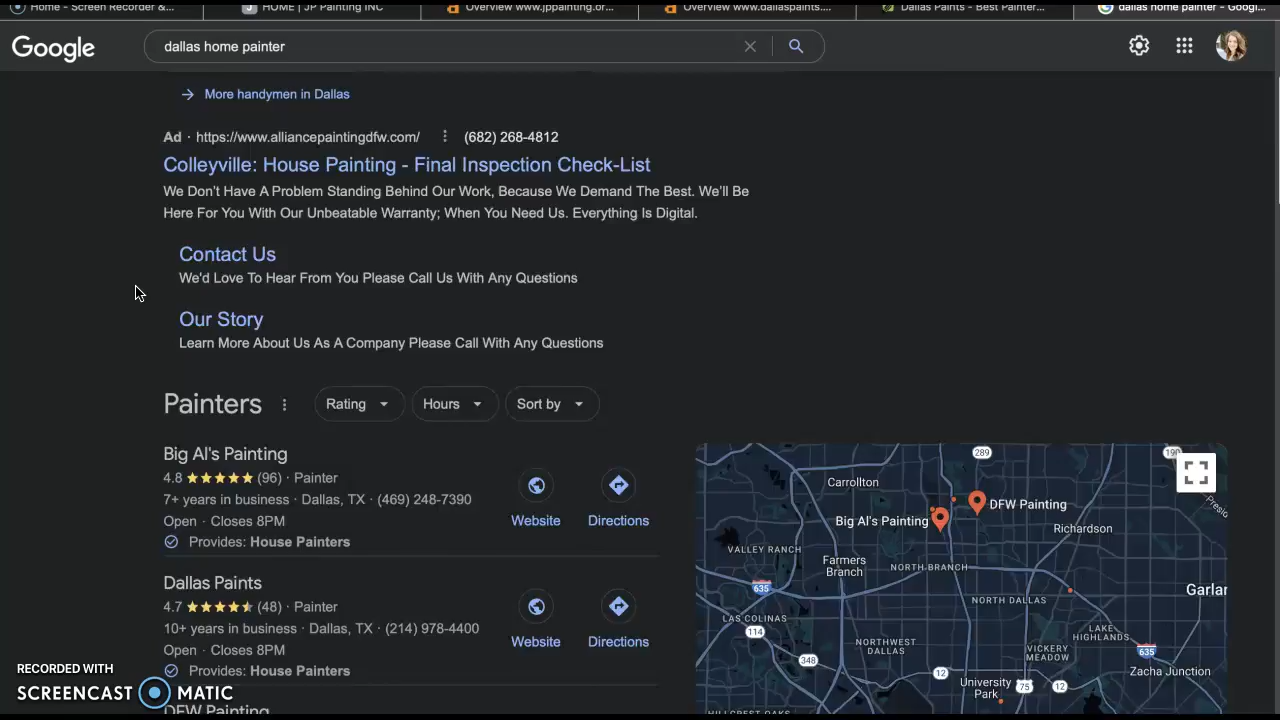 Home - Screen Recorder &...
HOME | JP Painting INC
Overview www.jppainting.or...
Overview www.dallaspaints....
Dallas Paints - Best Painter...
dallas home painter - Googl...
Google
dallas home painter
More handymen in Dallas
Ad · https://www.alliancepaintingdfw.com/ (682) 268-4812
Colleyville: House Painting - Final Inspection Check-List
We Don't Have A Problem Standing Behind Our Work, Because We Demand The Best. We'll Be
Here For You With Our Unbeatable Warranty; When You Need Us. Everything Is Digital.
Contact Us
We'd Love To Hear From You Please Call Us With Any Questions
Our Story
Learn More About Us As A Company Please Call With Any Questions
Painters
Rating
Hours
Sort by
Big Al's Painting
4.8 (96) · Painter
7+ years in business · Dallas, TX · (469) 248-7390
Open · Closes 8PM
Provides: House Painters
Website
Directions
Dallas Paints
4.7 (48) · Painter
10+ years in business · Dallas, TX · (214) 978-4400
Open · Closes 8PM
Provides: House Painters
Website
Directions
DFW Painting
289
190
Carrollton
DFW Painting
Big Al's Painting
Richardson
VALLEY RANCH
Farmers
Branch
NORTH BRANCH
635
Garlan
NORTH DALLAS
LAS COLINAS
114
LAKE
HIGHLANDS
NORTHWEST
DALLAS
VICKERY
MEADOW
635
348
12
Zacha Junction
University
Park
75
12
HILLCREST OAKS
RECORDED WITH
SCREENCAST MATIC